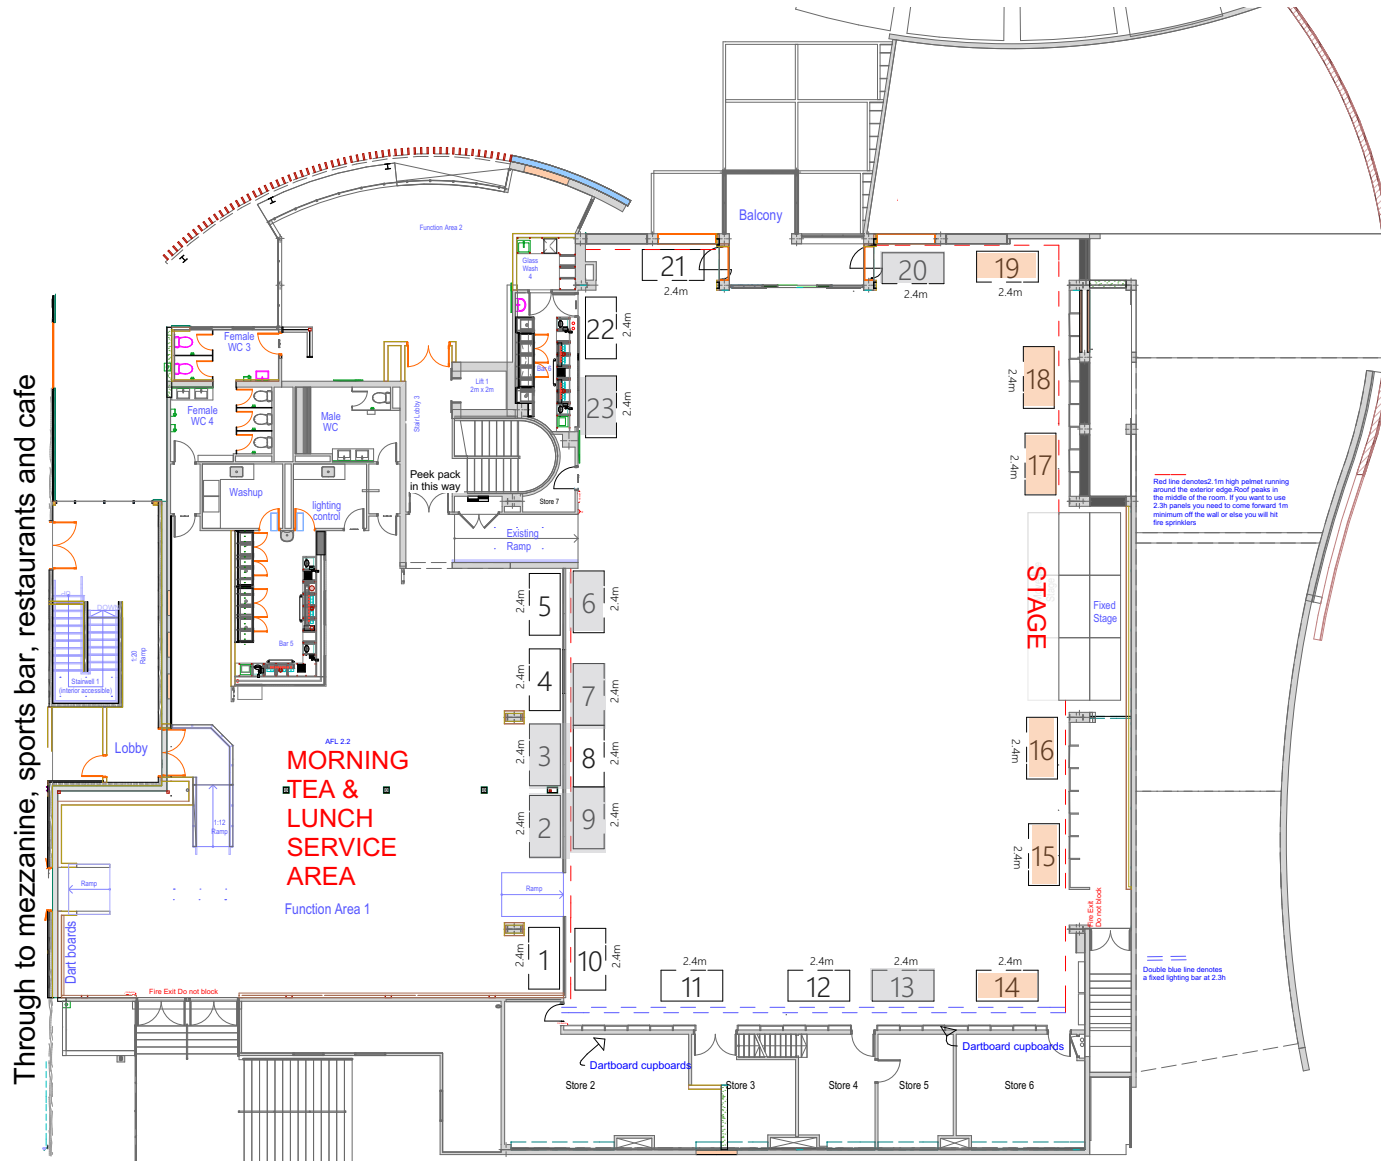 Through to mezzanine, sports bar, restaurants and cafe
Balcony
Function Area 2
Glass
Wash
4
21
2.4m
20
2.4m
19
2.4m
22
2.4m
Bar 6
23
2.4m
18
2.4m
17
2.4m
Female
WC 3
Female
WC 4
Male
WC
Lift 1
2m x 2m
Stair Lobby 3
Peek pack
in this way
Washup
lighting
control
Store 7
Existing
Ramp
Red line denotes2.1m high pelmet running
around the exterior edge.Roof peaks in
the middle of the room. If you want to use
2.3h panels you need to come forward 1m
minimum off the wall or else you will hit
fire sprinklers
STAGE
Fixed
Stage
5
2.4m
6
2.4m
4
2.4m
7
2.4m
3
2.4m
8
2.4m
2
2.4m
9
2.4m
Bar 5
UP
DOWN
1:20
Ramp
Stairwell 1
(interior accessible)
Lobby
AFL 2.2
MORNING
TEA &
LUNCH
SERVICE
AREA
Function Area 1
1:12
Ramp
Ramp
Ramp
Dart boards
16
2.4m
15
2.4m
Fire Exit
Do not block
1
2.4m
10
2.4m
2.4m
11
2.4m
12
2.4m
13
2.4m
14
Fire Exit Do not block
Double blue line denotes
a fixed lighting bar at 2.3h
Dartboard cupboards
Dartboard cupboards
Store 2
Store 3
Store 4
Store 5
Store 6